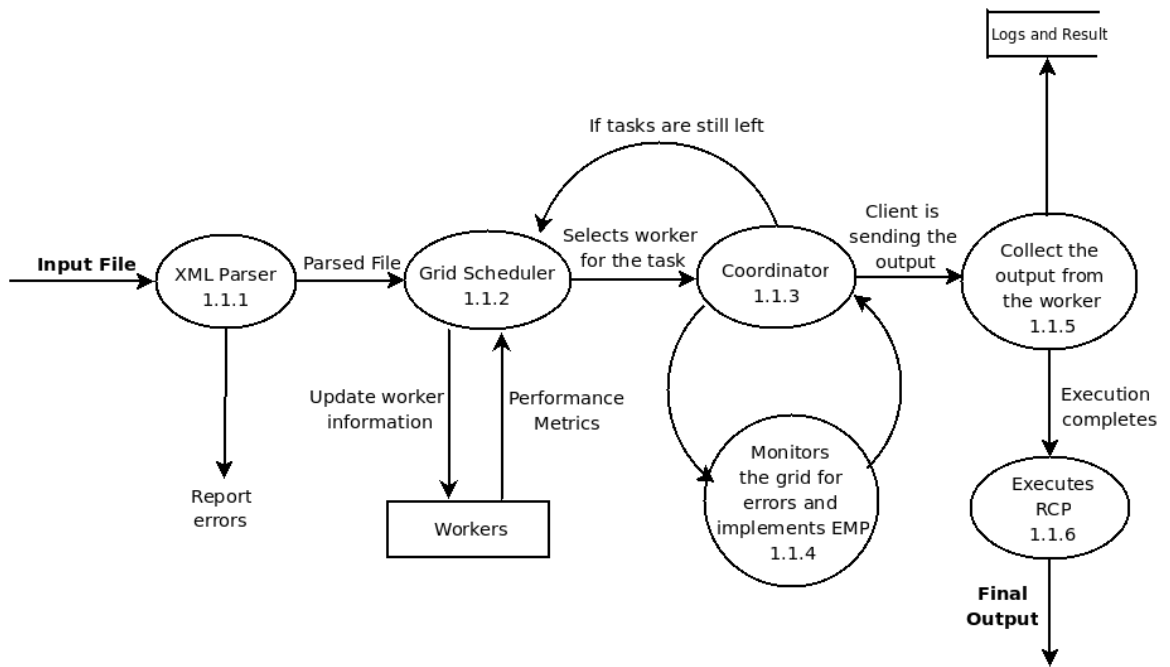 Logs and Result
If tasks are still left
Client is
sending the
output
Selects worker
for the task
Input File
XML Parser
1.1.1
Parsed File
Grid Scheduler
1.1.2
Coordinator
1.1.3
Collect the
output from
the worker
1.1.5
Update worker
information
Performance
Metrics
Execution
completes
Monitors
the grid for
errors and
implements EMP
1.1.4
Report
errors
Workers
Executes
RCP
1.1.6
Final
Output